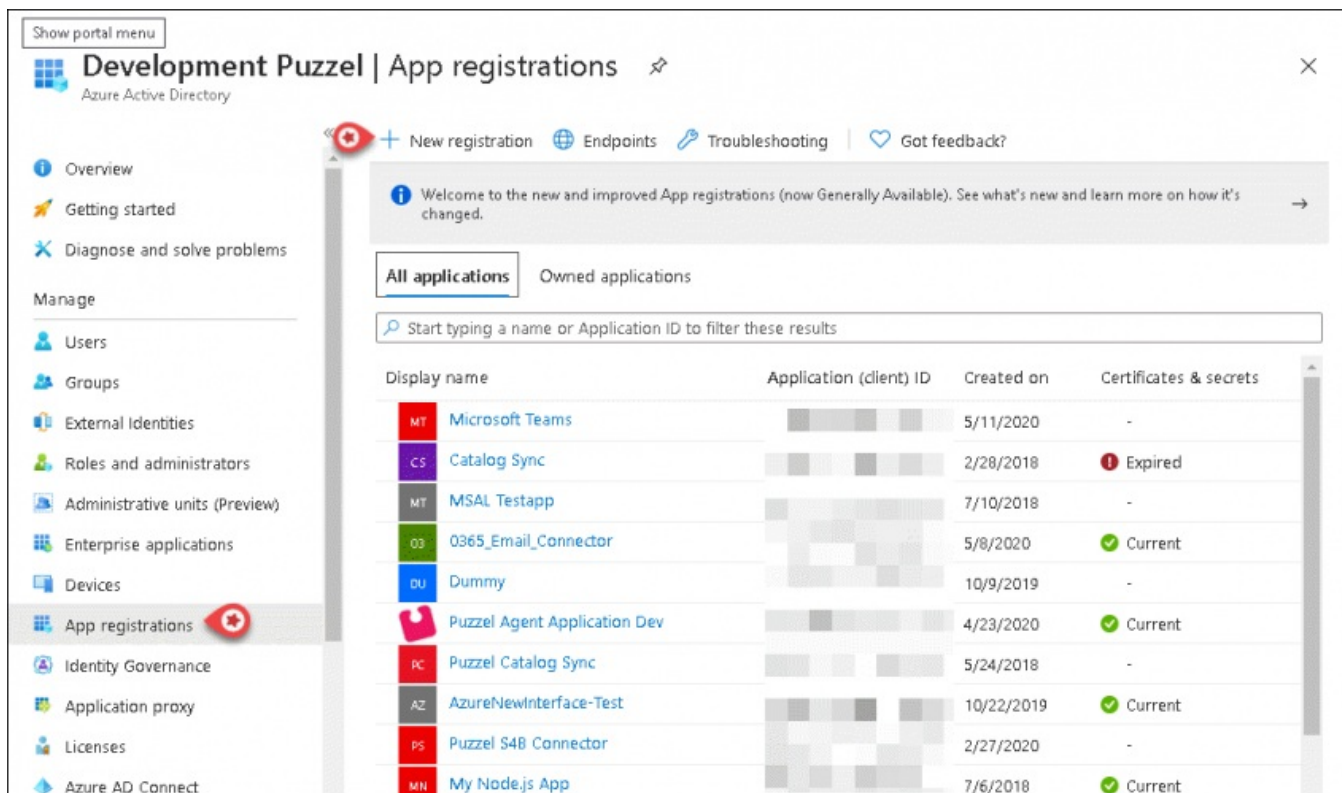 Show portal menu
Development Puzzel | App registrations
Azure Active Directory
Overview
Getting started
Diagnose and solve problems
Manage
Users
Groups
External Identities
Roles and administrators
Administrative units (Preview)
Enterprise applications
Devices
App registrations
Identity Governance
Application proxy
Licenses
Azure AD Connect
New registration Endpoints Troubleshooting Got feedback?
Welcome to the new and improved App registrations (now Generally Available). See what's new and learn more on how it's
changed.
All applications Owned applications
Start typing a name or Application ID to filter these results
Display name Application (client) ID Created on Certificates & secrets
MT Microsoft Teams 5/11/2020 -
CS Catalog Sync 2/28/2018 Expired
MT MSAL Testapp 7/10/2018 -
03 0365_Email_Connector 5/8/2020 Current
DU Dummy 10/9/2019 -
Puzzel Agent Application Dev 4/23/2020 Current
PC Puzzel Catalog Sync 5/24/2018 -
AZ AzureNewInterface-Test 10/22/2019 Current
PS Puzzel S4B Connector 2/27/2020 -
MN My Node.js App 7/6/2018 Current